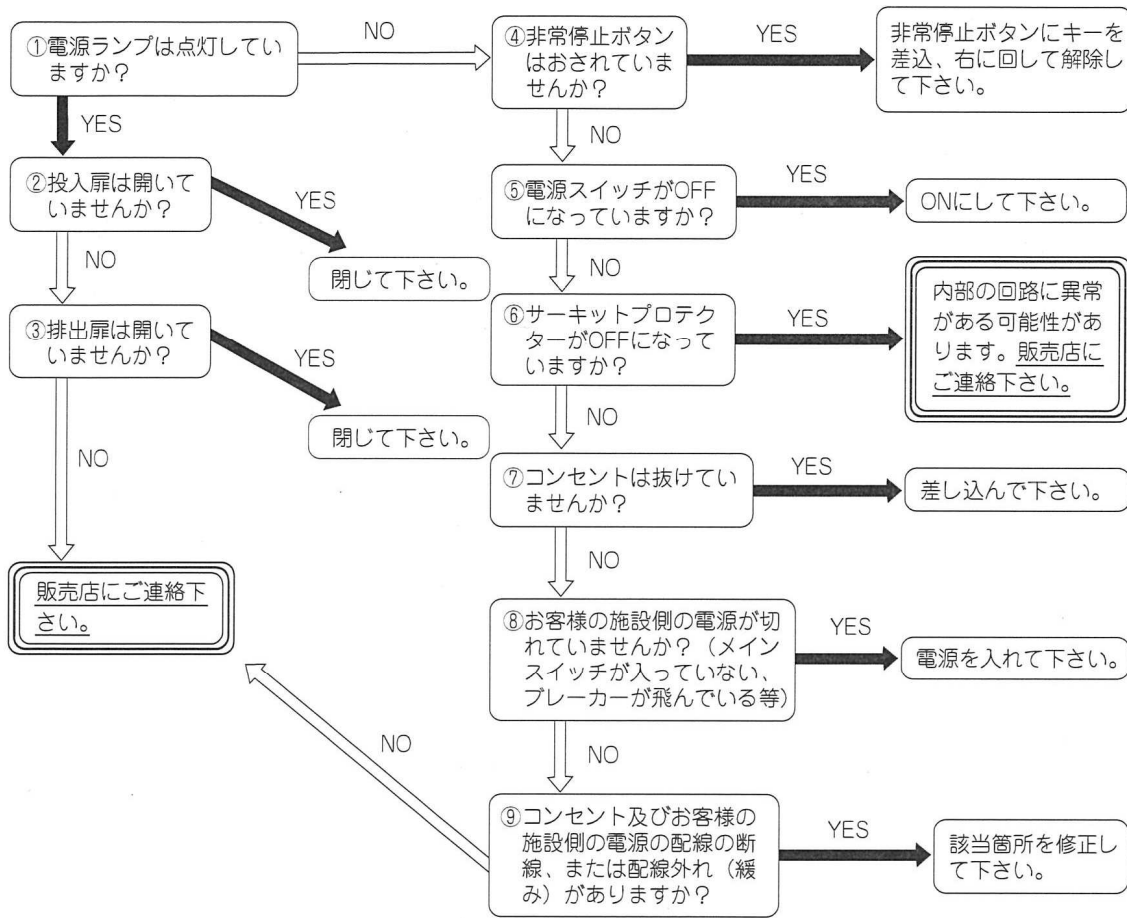 ①電源ランプは点灯してい
ますか？
NO
④非常停止ボタン
はおされていま
せんか？
YES
非常停止ボタンにキーを
差込、右に回して解除し
て下さい。
YES
NO
②投入扉は開いて
いませんか？
YES
閉じて下さい。
⑤電源スイッチがOFF
になっていますか？
YES
ONにして下さい。
NO
NO
③排出扉は開いて
いませんか？
YES
閉じて下さい。
⑥サーキットプロテク
ターがOFFになって
いますか？
YES
内部の回路に異常
がある可能性があ
ります。販売店に
ご連絡下さい。
NO
NO
⑦コンセントは抜けてい
ませんか？
YES
差し込んで下さい。
NO
販売店にご連絡下
さい。
⑧お客様の施設側の電源が切
れていませんか？（メイン
スイッチが入っていない、
ブレーカーが飛んでいる等）
YES
電源を入れて下さい。
NO
NO
⑨コンセント及びお客様の
施設側の電源の配線の断
線、または配線外れ（緩
み）がありますか？
YES
該当箇所を修正し
て下さい。